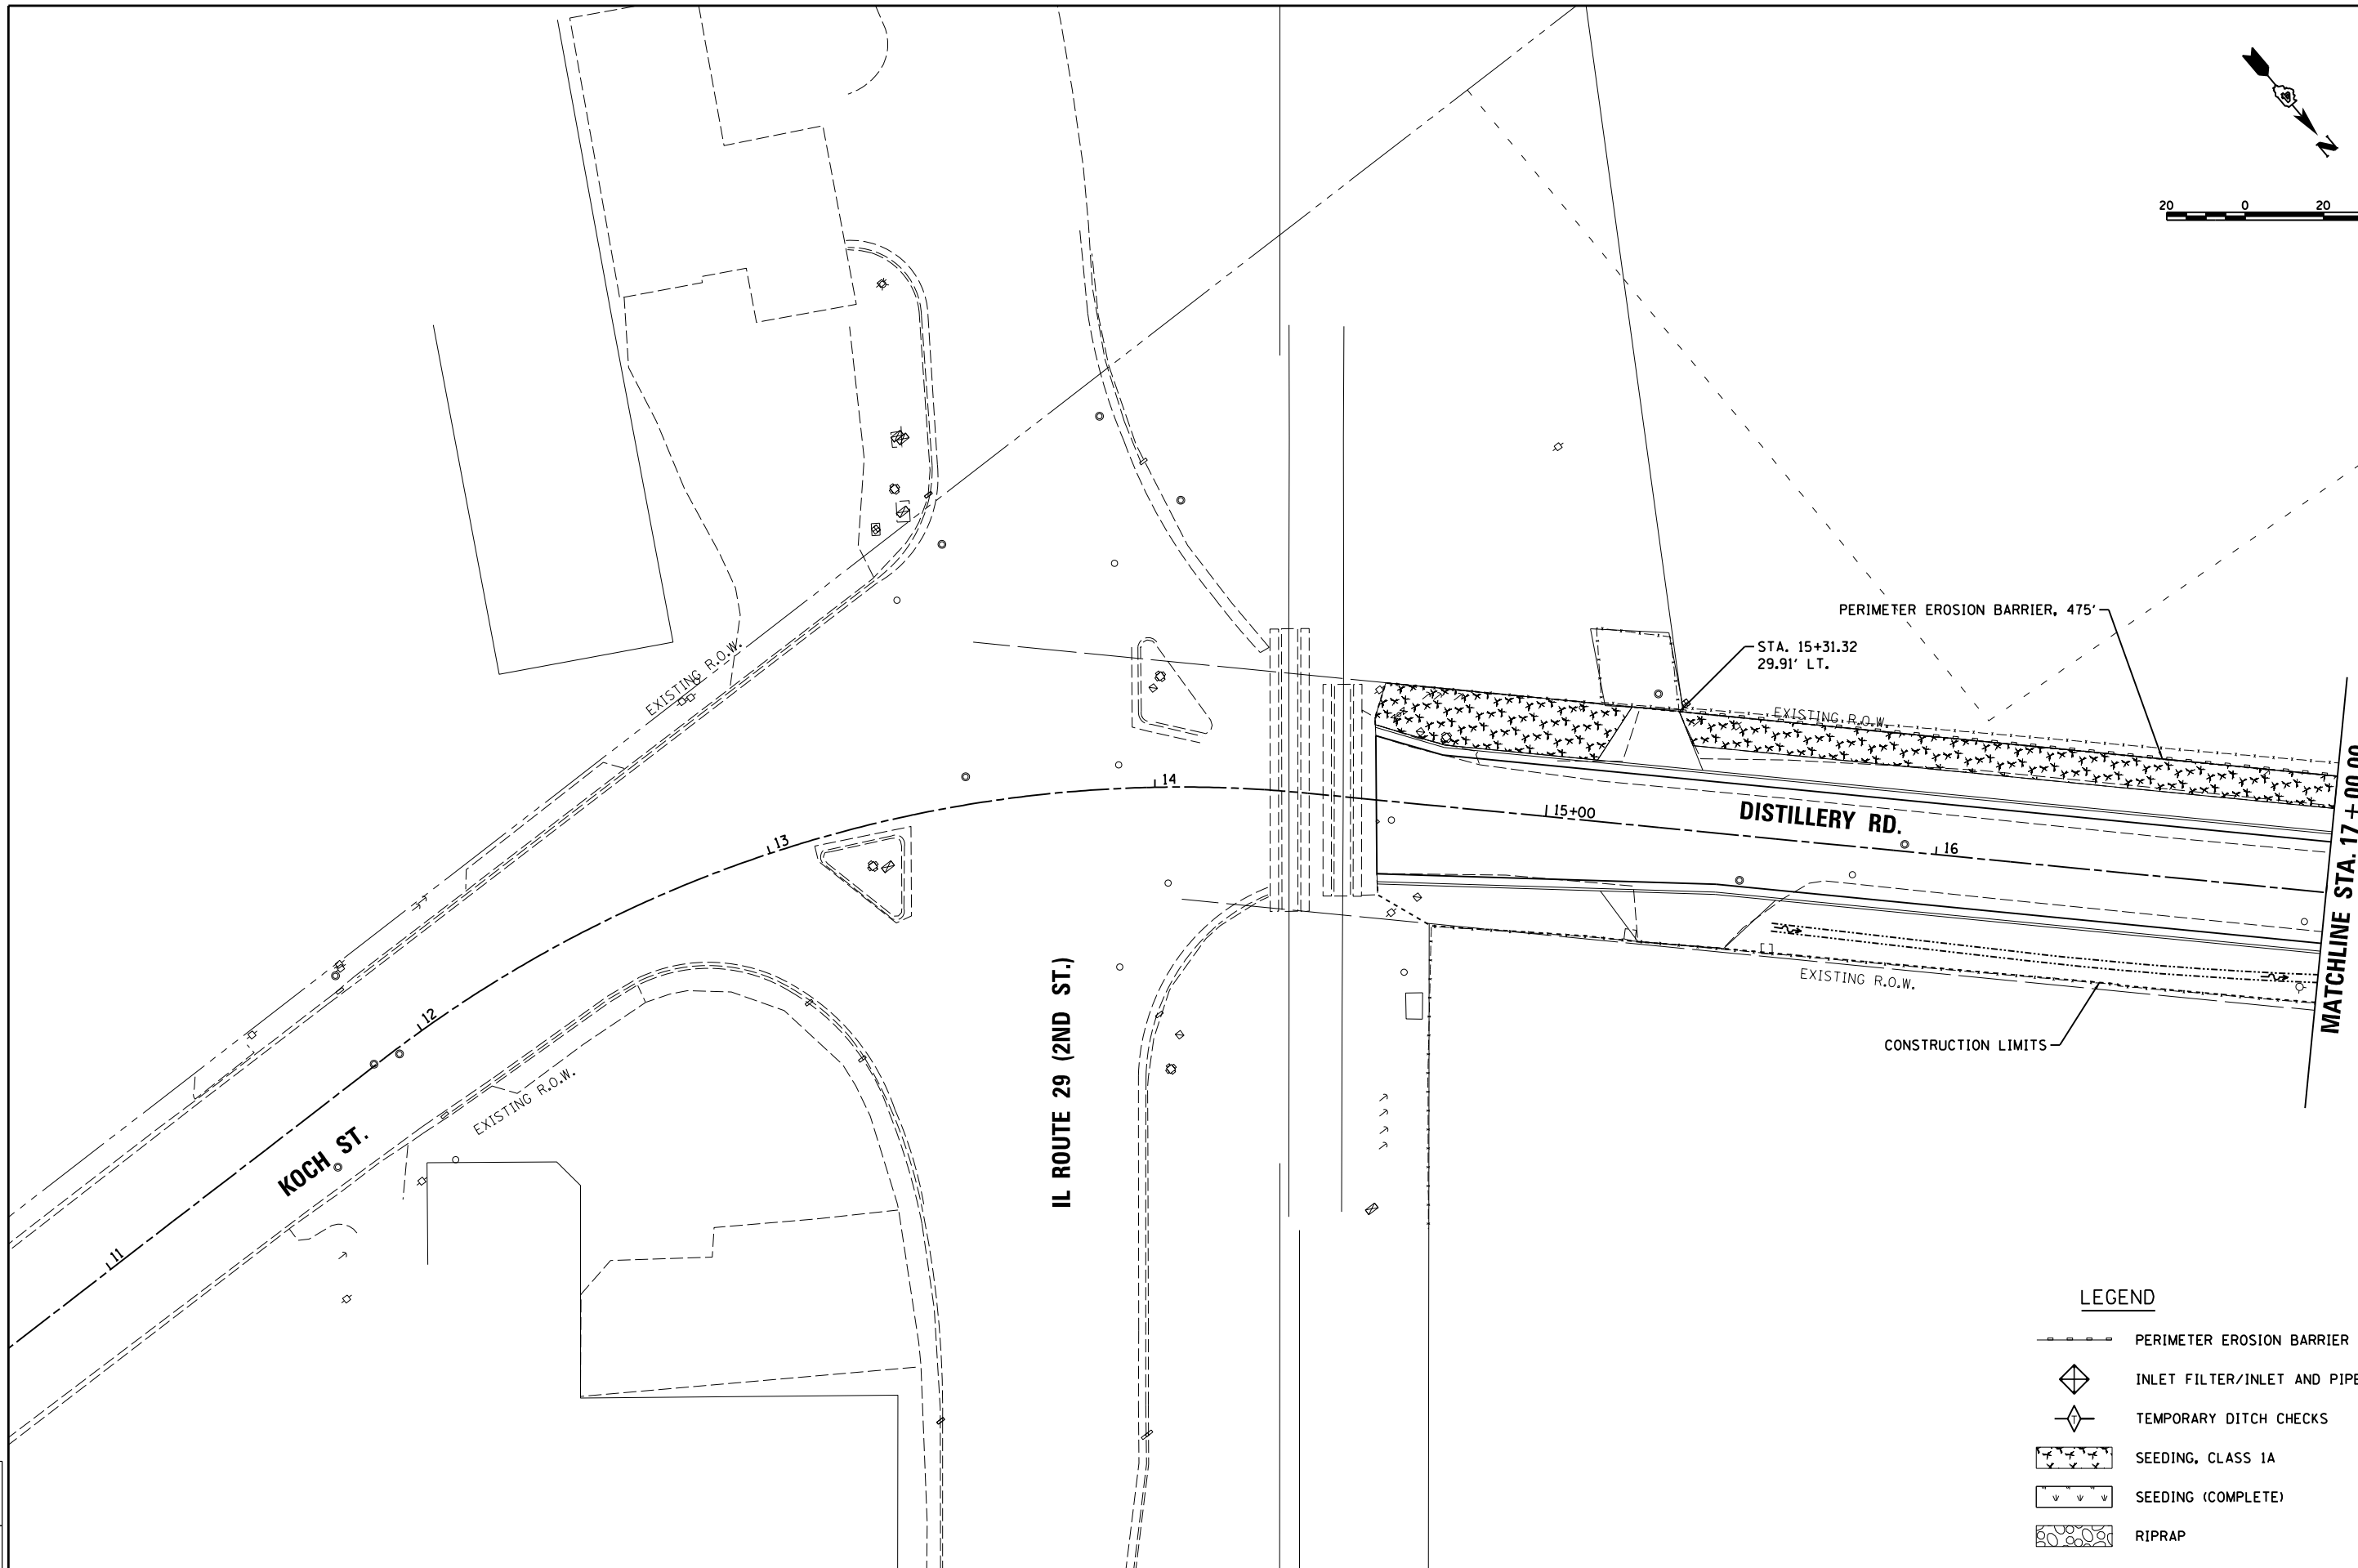 N
20 0 20
PERIMETER EROSION BARRIER, 475'
STA. 15+31.32
29.91' LT.
EXISTING R.O.W.
EXISTING R.O.W.
14
15+00
DISTILLERY RD.
16
13
MATCHLINE STA. 17+00.00
EXISTING R.O.W.
12
IL ROUTE 29 (2ND ST.)
CONSTRUCTION LIMITS
EXISTING R.O.W.
KOCH ST.
11
LEGEND
PERIMETER EROSION BARRIER
INLET FILTER/INLET AND PIPE
T TEMPORARY DITCH CHECKS
SEEDING, CLASS 1A
SEEDING (COMPLETE)
RIPRAP